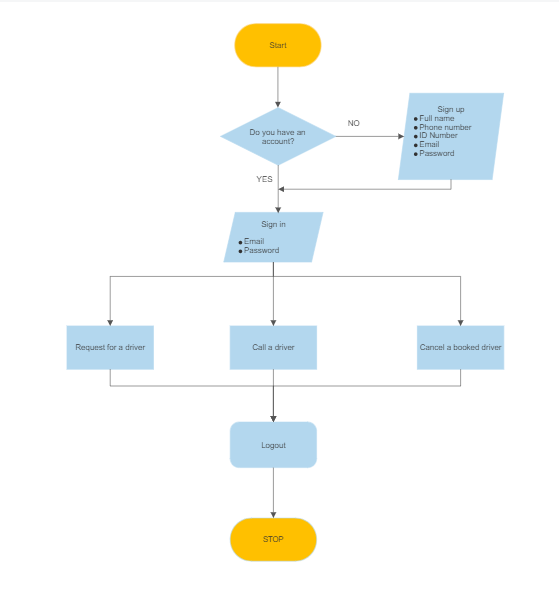 Start
Do you have an
account?
NO
Sign up
● Full name
● Phone number
● ID Number
● Email
● Password
YES
Sign in
● Email
● Password
Request for a driver
Call a driver
Cancel a booked driver
Logout
STOP